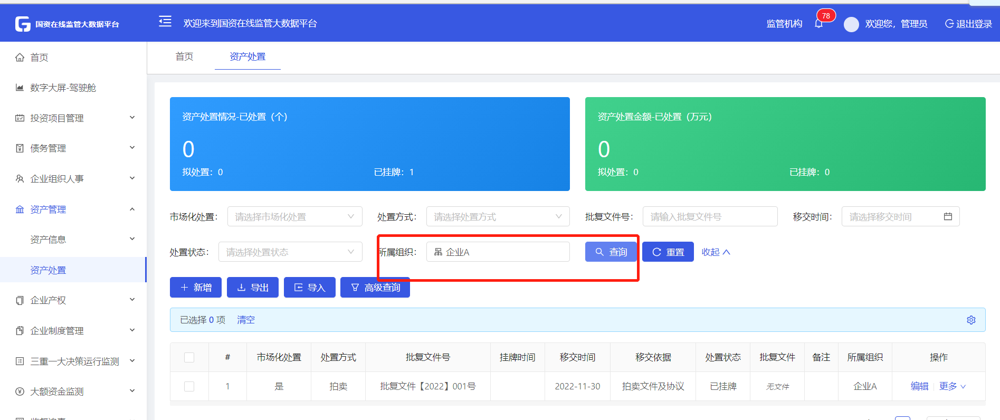 国资在线监管大数据平台
欢迎来到国资在线监管大数据平台
监管机构
78
欢迎您，管理员
退出登录
首页
数字大屏-驾驶舱
投资项目管理
债务管理
企业组织人事
资产管理
资产信息
资产处置
企业产权
企业制度管理
三重一大决策运行监测
大额资金监测
首页 资产处置
资产处置情况-已处置（个）
0
拟处置：0 已挂牌：1
资产处置金额-已处置（万元）
0
拟处置：0 已挂牌：0
市场化处置： 请选择市场化处置 处置方式： 请选择处置方式 批复文件号： 请输入批复文件号 移交时间： 请选择移交时间
处置状态： 请选择处置状态 所属组织： 企业A 查询 重置 收起
新增 导出 导入 高级查询
已选择 0 项 清空
# 市场化处置 处置方式 批复文件号 挂牌时间 移交时间 移交依据 处置状态 批复文件 备注 所属组织 操作
1 是 拍卖 批复文件【2022】001号 2022-11-30 拍卖文件及协议 已挂牌 无文件 企业A 编辑 更多